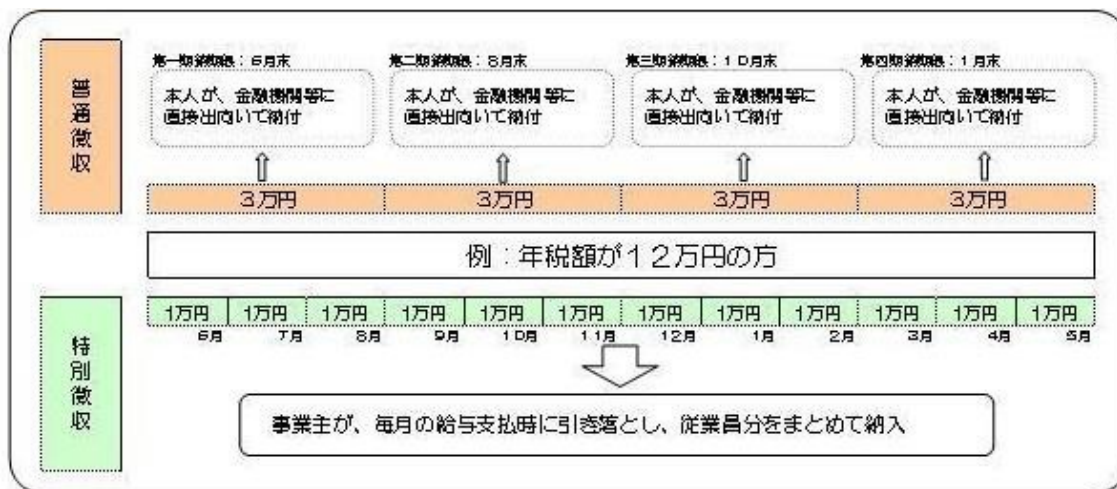 普通徴収
第一期納期限：6月末
第二期納期限：8月末
第三期納期限：10月末
第四期納期限：1月末
本人が、金融機関等に
直接出向いて納付
本人が、金融機関等に
直接出向いて納付
本人が、金融機関等に
直接出向いて納付
本人が、金融機関等に
直接出向いて納付
3万円
3万円
3万円
3万円
例：年税額が12万円の方
特別徴収
1万円
1万円
1万円
1万円
1万円
1万円
1万円
1万円
1万円
1万円
1万円
1万円
6月
7月
8月
9月
10月
11月
12月
1月
2月
3月
4月
5月
事業主が、毎月の給与支払時に引き落とし、従業員分をまとめて納入